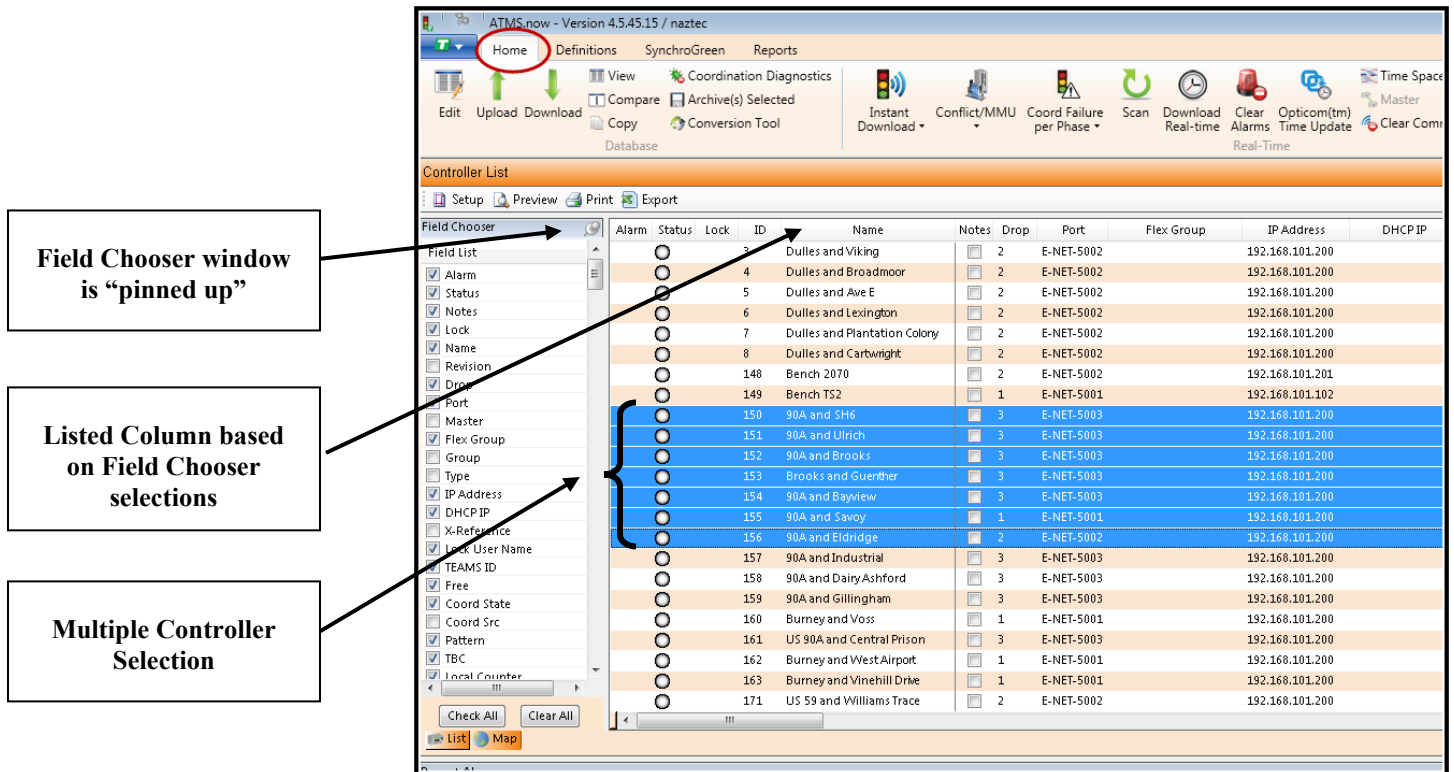 ATMS.now - Version 4.5.45.15 / naztec
Home Definitions SynchroGreen Reports
Edit Upload Download
View Coordination Diagnostics
Compare Archive(s) Selected
Copy Conversion Tool
Database
Instant Download
Conflict/MMU
Coord Failure per Phase
Scan
Download Real-time
Clear Alarms
Opticom(tm) Time Update
Time Space
Master
Clear Comm
Real-Time
Controller List
Setup Preview Print Export
Field Chooser
Field List
Alarm
Status
Notes
Lock
Name
Revision
Drop
Port
Master
Flex Group
Group
Type
IP Address
DHCP IP
X-Reference
Lock User Name
TEAMS ID
Free
Coord State
Coord Src
Pattern
TBC
Local Counter
Check All Clear All
List Map
Alarm Status Lock ID Name Notes Drop Port Flex Group IP Address DHCP IP
3 Dulles and Viking 2 E-NET-5002 192.168.101.200
4 Dulles and Broadmoor 2 E-NET-5002 192.168.101.200
5 Dulles and Ave E 2 E-NET-5002 192.168.101.200
6 Dulles and Lexington 2 E-NET-5002 192.168.101.200
7 Dulles and Plantation Colony 2 E-NET-5002 192.168.101.200
8 Dulles and Cartwright 2 E-NET-5002 192.168.101.200
148 Bench 2070 2 E-NET-5002 192.168.101.201
149 Bench TS2 1 E-NET-5001 192.168.101.102
150 90A and SH6 3 E-NET-5003 192.168.101.200
151 90A and Ulrich 3 E-NET-5003 192.168.101.200
152 90A and Brooks 3 E-NET-5003 192.168.101.200
153 Brooks and Guenther 3 E-NET-5003 192.168.101.200
154 90A and Bayview 3 E-NET-5003 192.168.101.200
155 90A and Savoy 1 E-NET-5001 192.168.101.200
156 90A and Eldridge 2 E-NET-5002 192.168.101.200
157 90A and Industrial 3 E-NET-5003 192.168.101.200
158 90A and Dairy Ashford 3 E-NET-5003 192.168.101.200
159 90A and Gillingham 3 E-NET-5003 192.168.101.200
160 Burney and Voss 1 E-NET-5001 192.168.101.200
161 US 90A and Central Prison 3 E-NET-5003 192.168.101.200
162 Burney and West Airport 1 E-NET-5001 192.168.101.200
163 Burney and Vinehill Drive 1 E-NET-5001 192.168.101.200
171 US 59 and Williams Trace 2 E-NET-5002 192.168.101.200
Field Chooser window
is “pinned up”
Listed Column based
on Field Chooser
selections
Multiple Controller
Selection